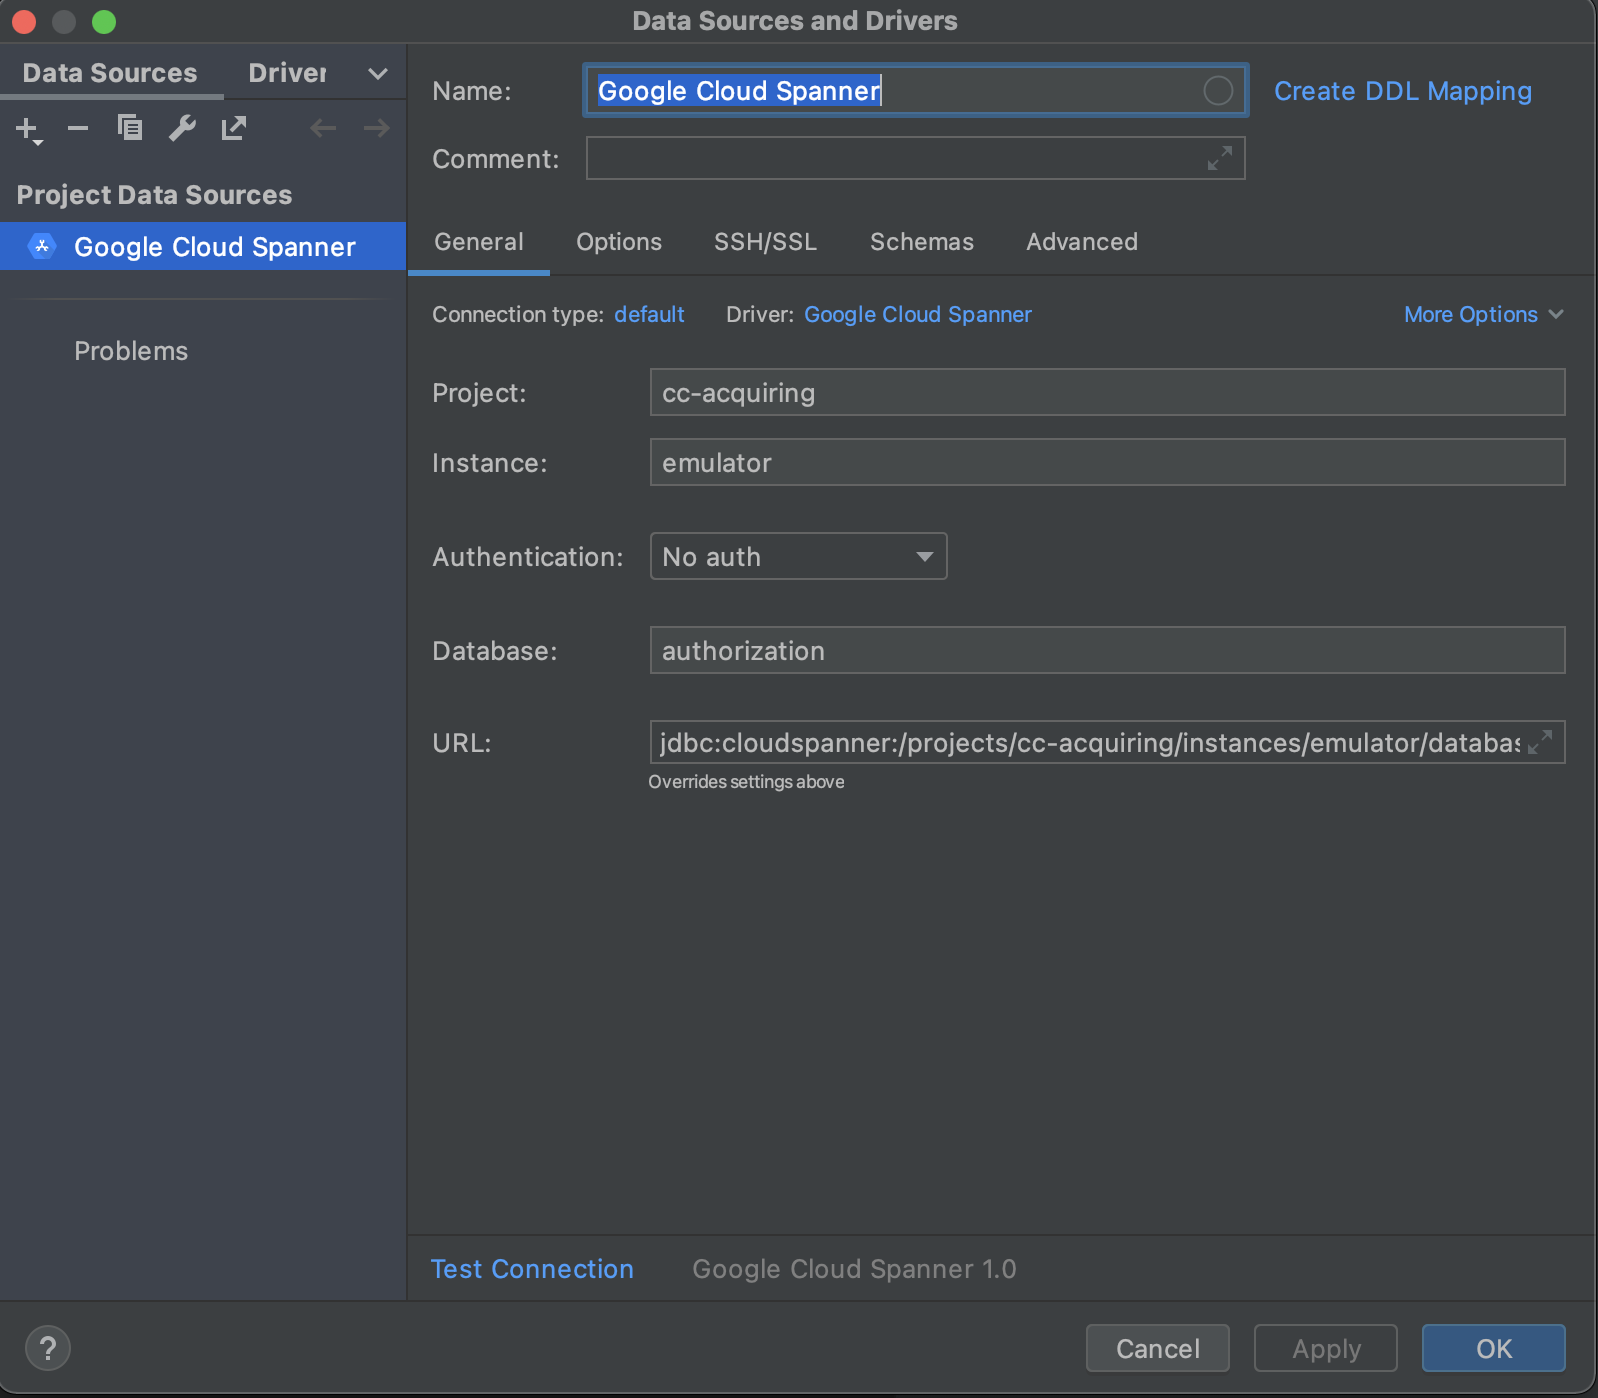 Data Sources and Drivers
Data Sources Driver
Name: Google Cloud Spanner Create DDL Mapping
Comment:
Project Data Sources
Google Cloud Spanner
Problems
General Options SSH/SSL Schemas Advanced
Connection type: default Driver: Google Cloud Spanner More Options
Project: cc-acquiring
Instance: emulator
Authentication: No auth
Database: authorization
URL: jdbc:cloudspanner:/projects/cc-acquiring/instances/emulator/databas
Overrides settings above
Test Connection Google Cloud Spanner 1.0
? Cancel Apply OK